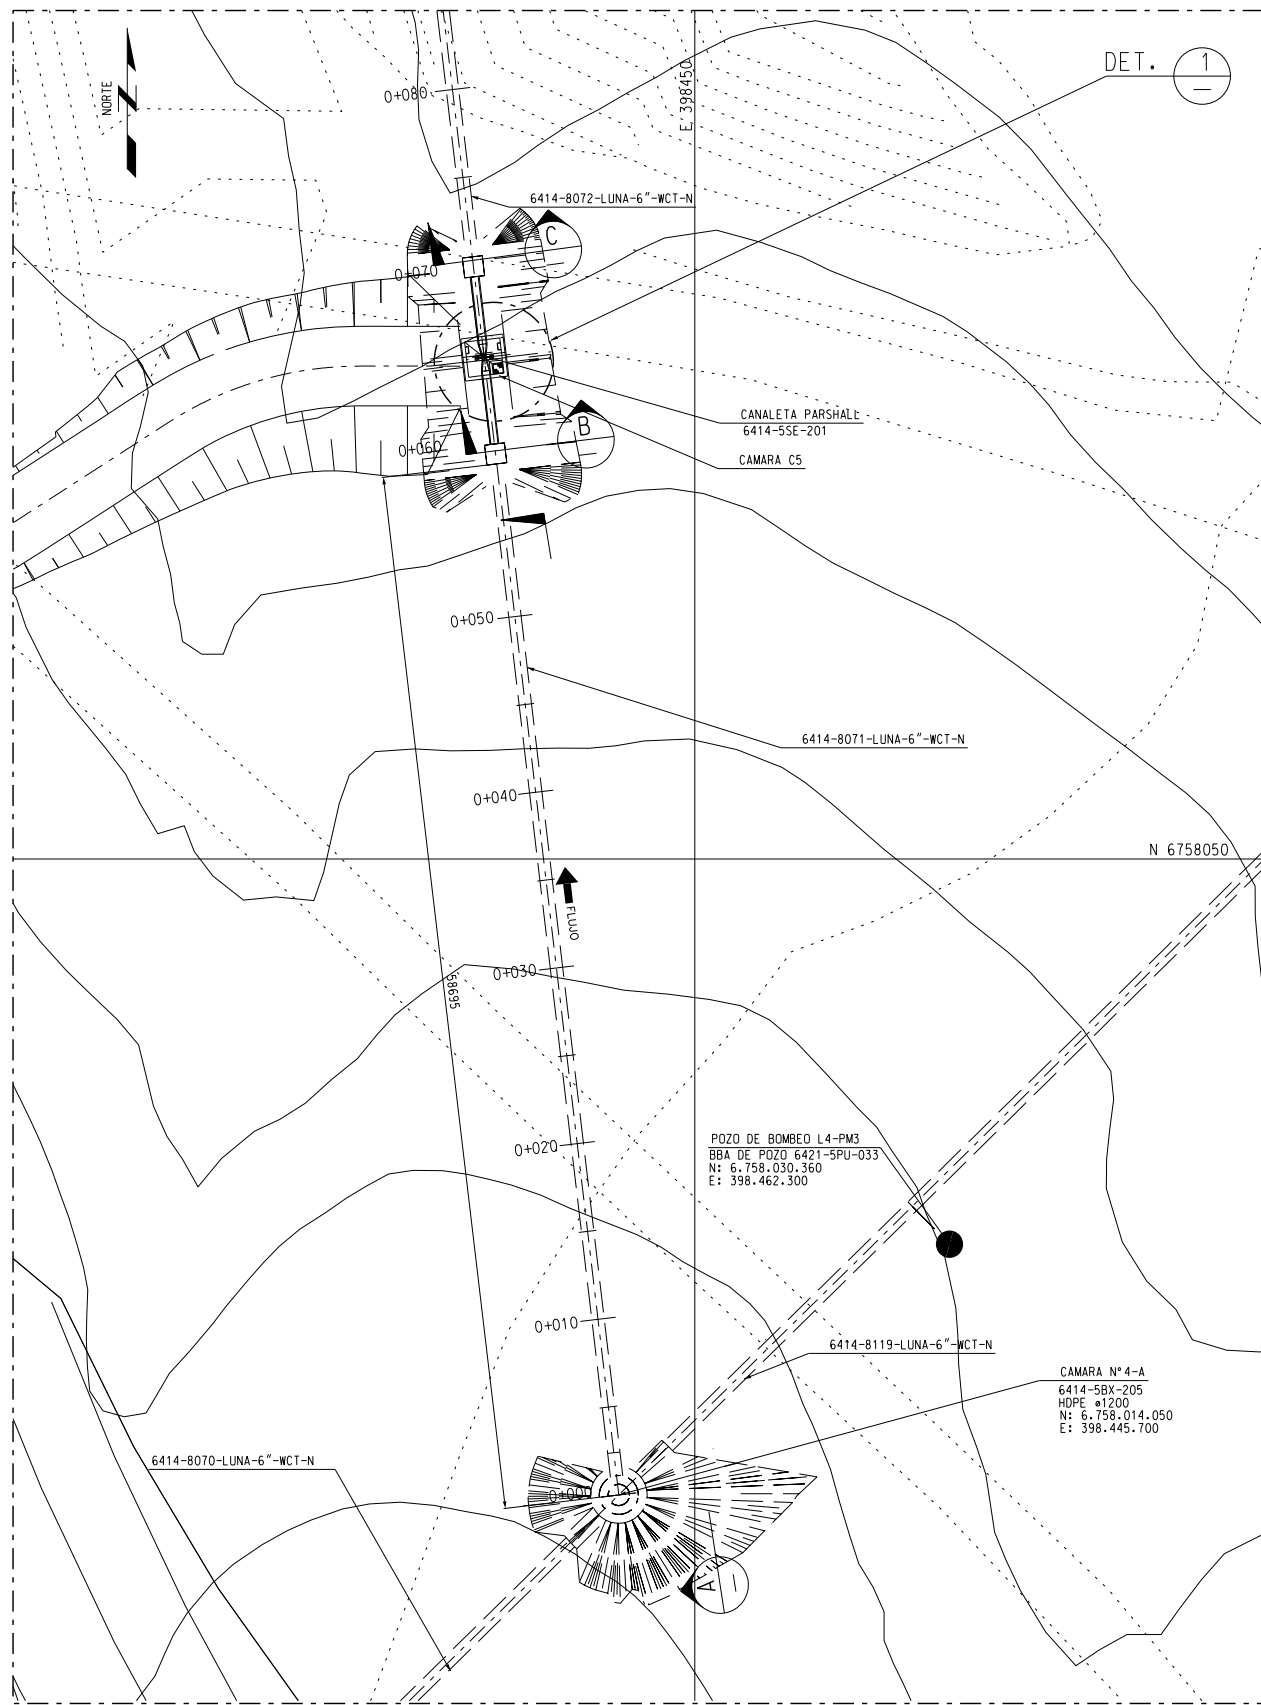 DET. 1
—
NORTE
N
0+080
E 398450
6414-8072-LUNA-6"-WCT-N
C
0+070
CANALETA PARSHALL
6414-5SE-201
B
0+060
CAMARA C5
0+050
6414-8071-LUNA-6"-WCT-N
0+040
N 6758050
FLUJO
0+030
58695
0+020
POZO DE BOMBEO L4-PM3
BBA DE POZO 6421-5PU-033
N: 6.758.030.360
E: 398.462.300
0+010
6414-8119-LUNA-6"-WCT-N
CAMARA N°4-A
6414-5BX-205
HDPE ø1200
N: 6.758.014.050
E: 398.445.700
6414-8070-LUNA-6"-WCT-N
0+000
A
—